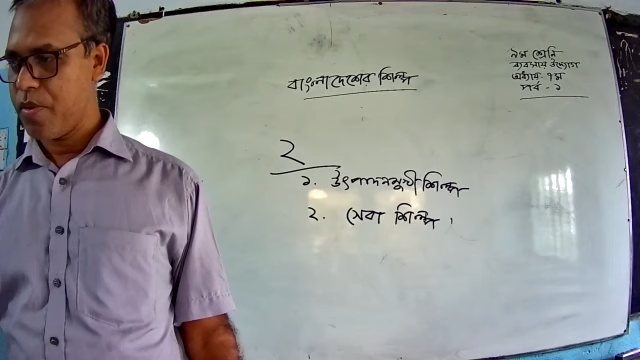 বাংলাদেশের শিল্প
৯ম শ্রেনি
ব্যবসায় উদ্যোগ
অধ্যায় - ৭ম
পর্ব - ১
২
১. উৎপাদনমুখী শিল্প
২. সেবা শিল্প।